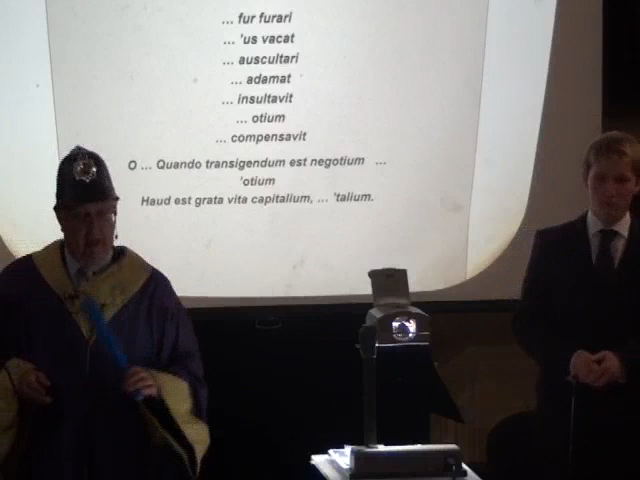 ... fur furari
... 'us vacat
... auscultari
... adamat
... insultavit
... otium
... compensavit
O ... Quando transigendum est negotium ...
'otium
Haud est grata vita capitalium, ... 'talium.